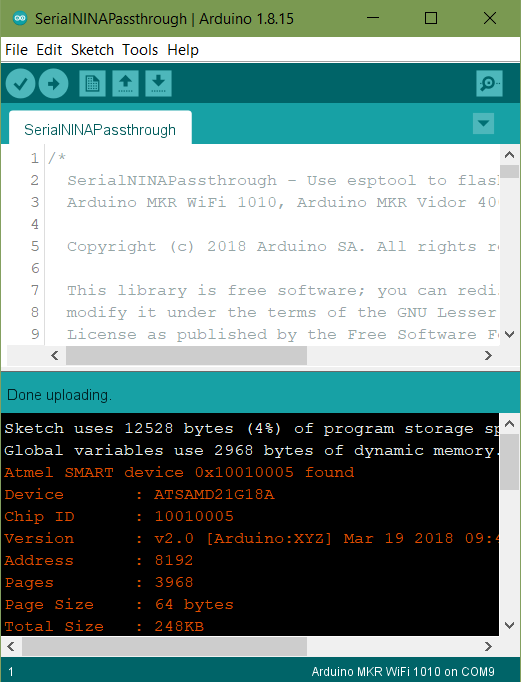 SerialNINAPassthrough | Arduino 1.8.15
File Edit Sketch Tools Help
SerialNINAPassthrough
1 /*
2 SerialNINAPassthrough - Use esptool to flas
3 Arduino MKR WiFi 1010, Arduino MKR Vidor 40
4
5 Copyright (c) 2018 Arduino SA. All rights r
6
7 This library is free software; you can redi
8 modify it under the terms of the GNU Lesser
9 License as published by the Free Software F
Done uploading.
Sketch uses 12528 bytes (4%) of program storage sp
Global variables use 2968 bytes of dynamic memory.
Atmel SMART device 0x10010005 found
Device : ATSAMD21G18A
Chip ID : 10010005
Version : v2.0 [Arduino:XYZ] Mar 19 2018 09:4
Address : 8192
Pages : 3968
Page Size : 64 bytes
Total Size : 248KB
1 Arduino MKR WiFi 1010 on COM9